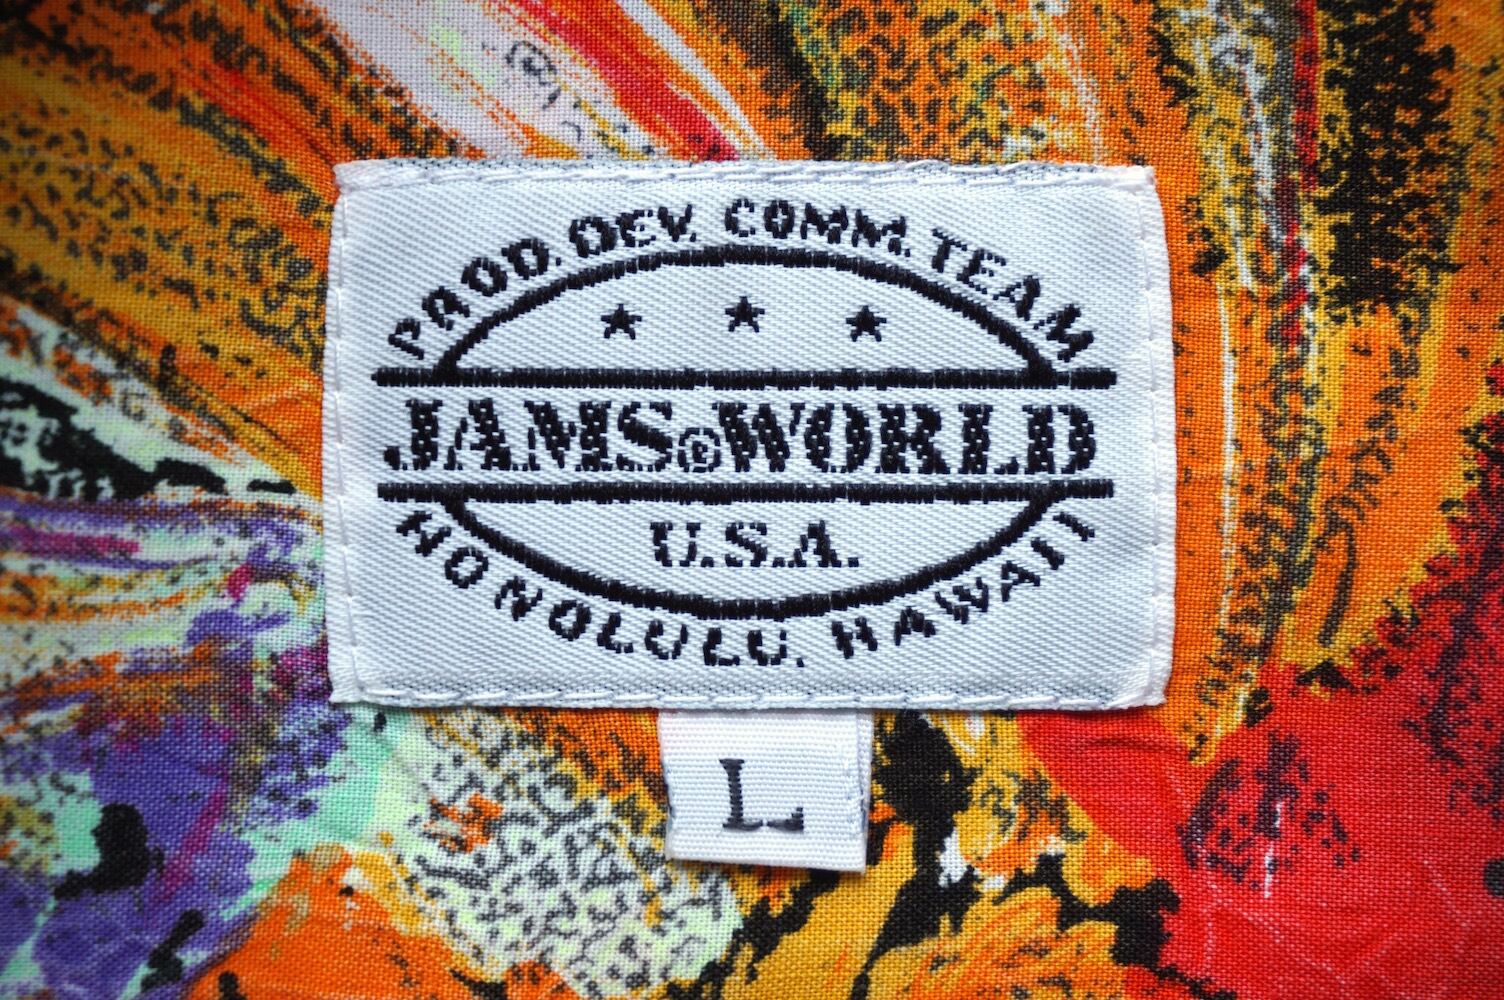 PROD. DEV. COMM. TEAM
JAMS®WORLD
U.S.A.
HONOLULU, HAWAII
L